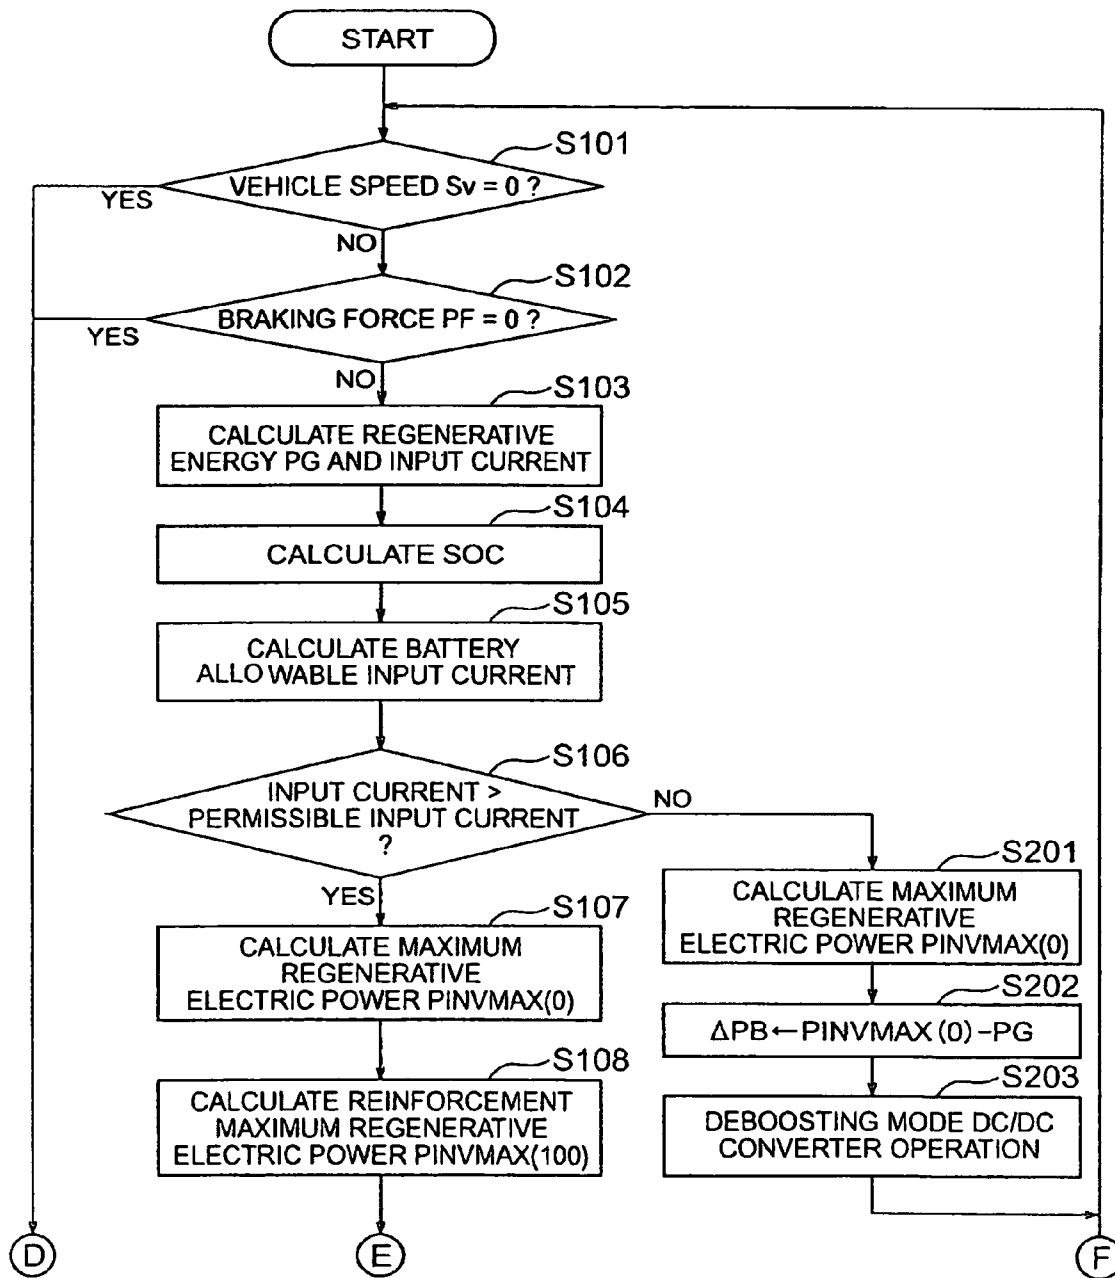 START
S101
VEHICLE SPEED Sv = 0 ?
YES
NO
S102
BRAKING FORCE PF = 0 ?
YES
NO
S103
CALCULATE REGENERATIVE
ENERGY PG AND INPUT CURRENT
S104
CALCULATE SOC
S105
CALCULATE BATTERY
ALLOWABLE INPUT CURRENT
S106
INPUT CURRENT >
PERMISSIBLE INPUT CURRENT
?
NO
YES
S107
CALCULATE MAXIMUM
REGENERATIVE
ELECTRIC POWER PINVMAX(0)
S108
CALCULATE REINFORCEMENT
MAXIMUM REGENERATIVE
ELECTRIC POWER PINVMAX(100)
S201
CALCULATE MAXIMUM
REGENERATIVE
ELECTRIC POWER PINVMAX(0)
S202
ΔPB←PINVMAX(0)-PG
S203
DEBOOSTING MODE DC/DC
CONVERTER OPERATION
D
E
F